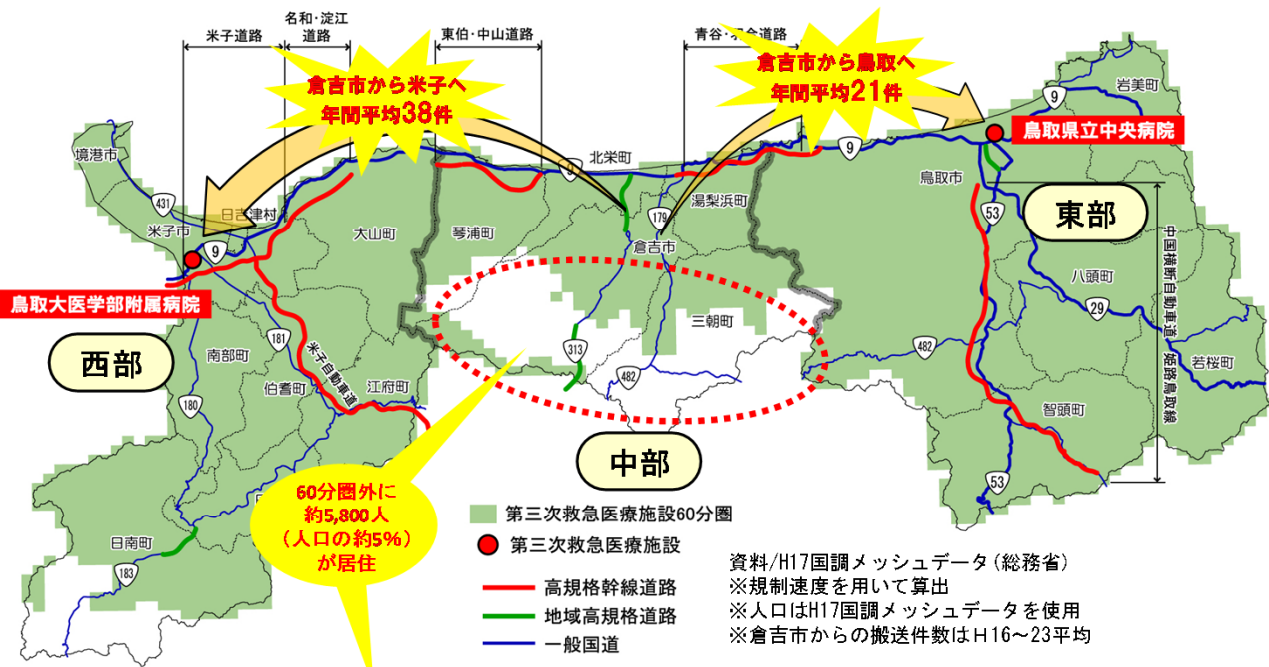 米子道路
名和・淀江
道路
東伯・中山道路
青谷・
道路
倉吉市から米子へ
年間平均38件
倉吉市から鳥取へ
年間平均21件
鳥取県立中央病院
岩美町
9
境港市
431
日吉津村
米子市
9
大山町
琴浦町
北栄町
9
179
倉吉市
湯梨浜町
9
鳥取市
53
東部
中国横断自動車道 姫路鳥取線
八頭町
29
若桜町
鳥取大医学部附属病院
西部
南部町
181
伯耆町
米子自動車道
江府町
180
三朝町
313
482
482
智頭町
53
中部
60分圏外に
約5,800人
(人口の約5%)
が居住
日南町
183
第三次救急医療施設60分圏
第三次救急医療施設
高規格幹線道路
地域高規格道路
一般国道
資料/H17国調メッシュデータ(総務省)
※規制速度を用いて算出
※人口はH17国調メッシュデータを使用
※倉吉市からの搬送件数はH16～23平均